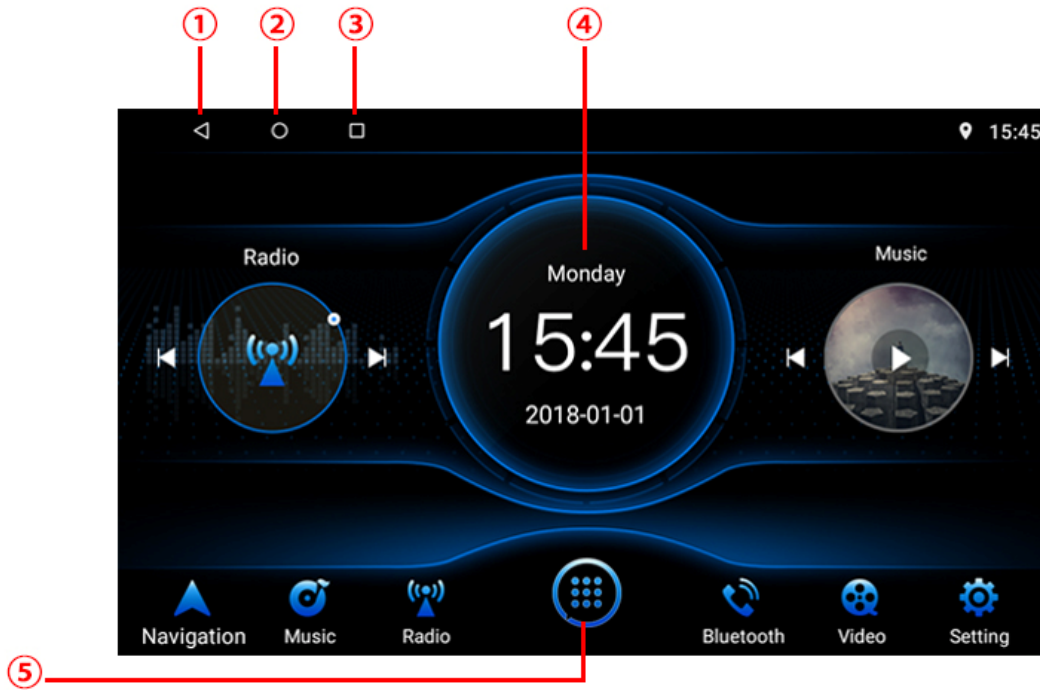 ① ② ③ ④
15:45
Radio
Music
Monday
15:45
2018-01-01
Navigation Music Radio Bluetooth Video Setting
⑤